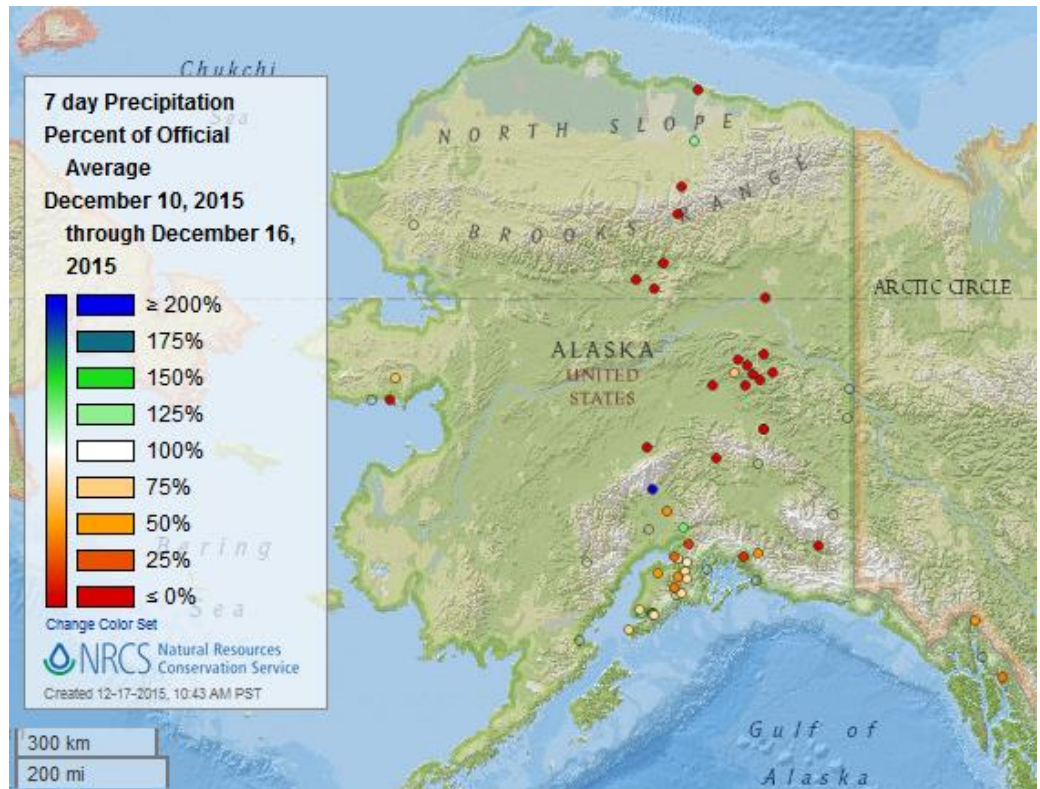 Chukchi
Sea
7 day Precipitation
Percent of Official
Average
December 10, 2015
through December 16,
2015
≥ 200%
175%
150%
125%
100%
75%
50%
25%
≤ 0%
Change Color Set
NRCS Natural Resources
Conservation Service
Created 12-17-2015, 10:43 AM PST
300 km
200 mi
NORTH SLOPE
BROOKS RANGE
ARCTIC CIRCLE
ALASKA
UNITED
STATES
Baring
Sea
Gulf of
Alaska